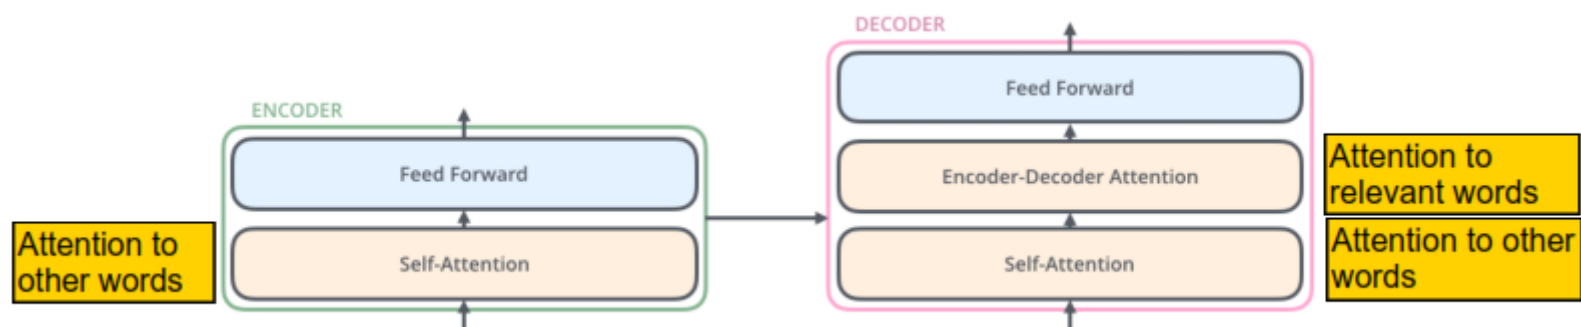 DECODER
Feed Forward
ENCODER
Attention to
relevant words
Encoder-Decoder Attention
Feed Forward
Attention to
other words
Self-Attention
Self-Attention
Attention to other
words